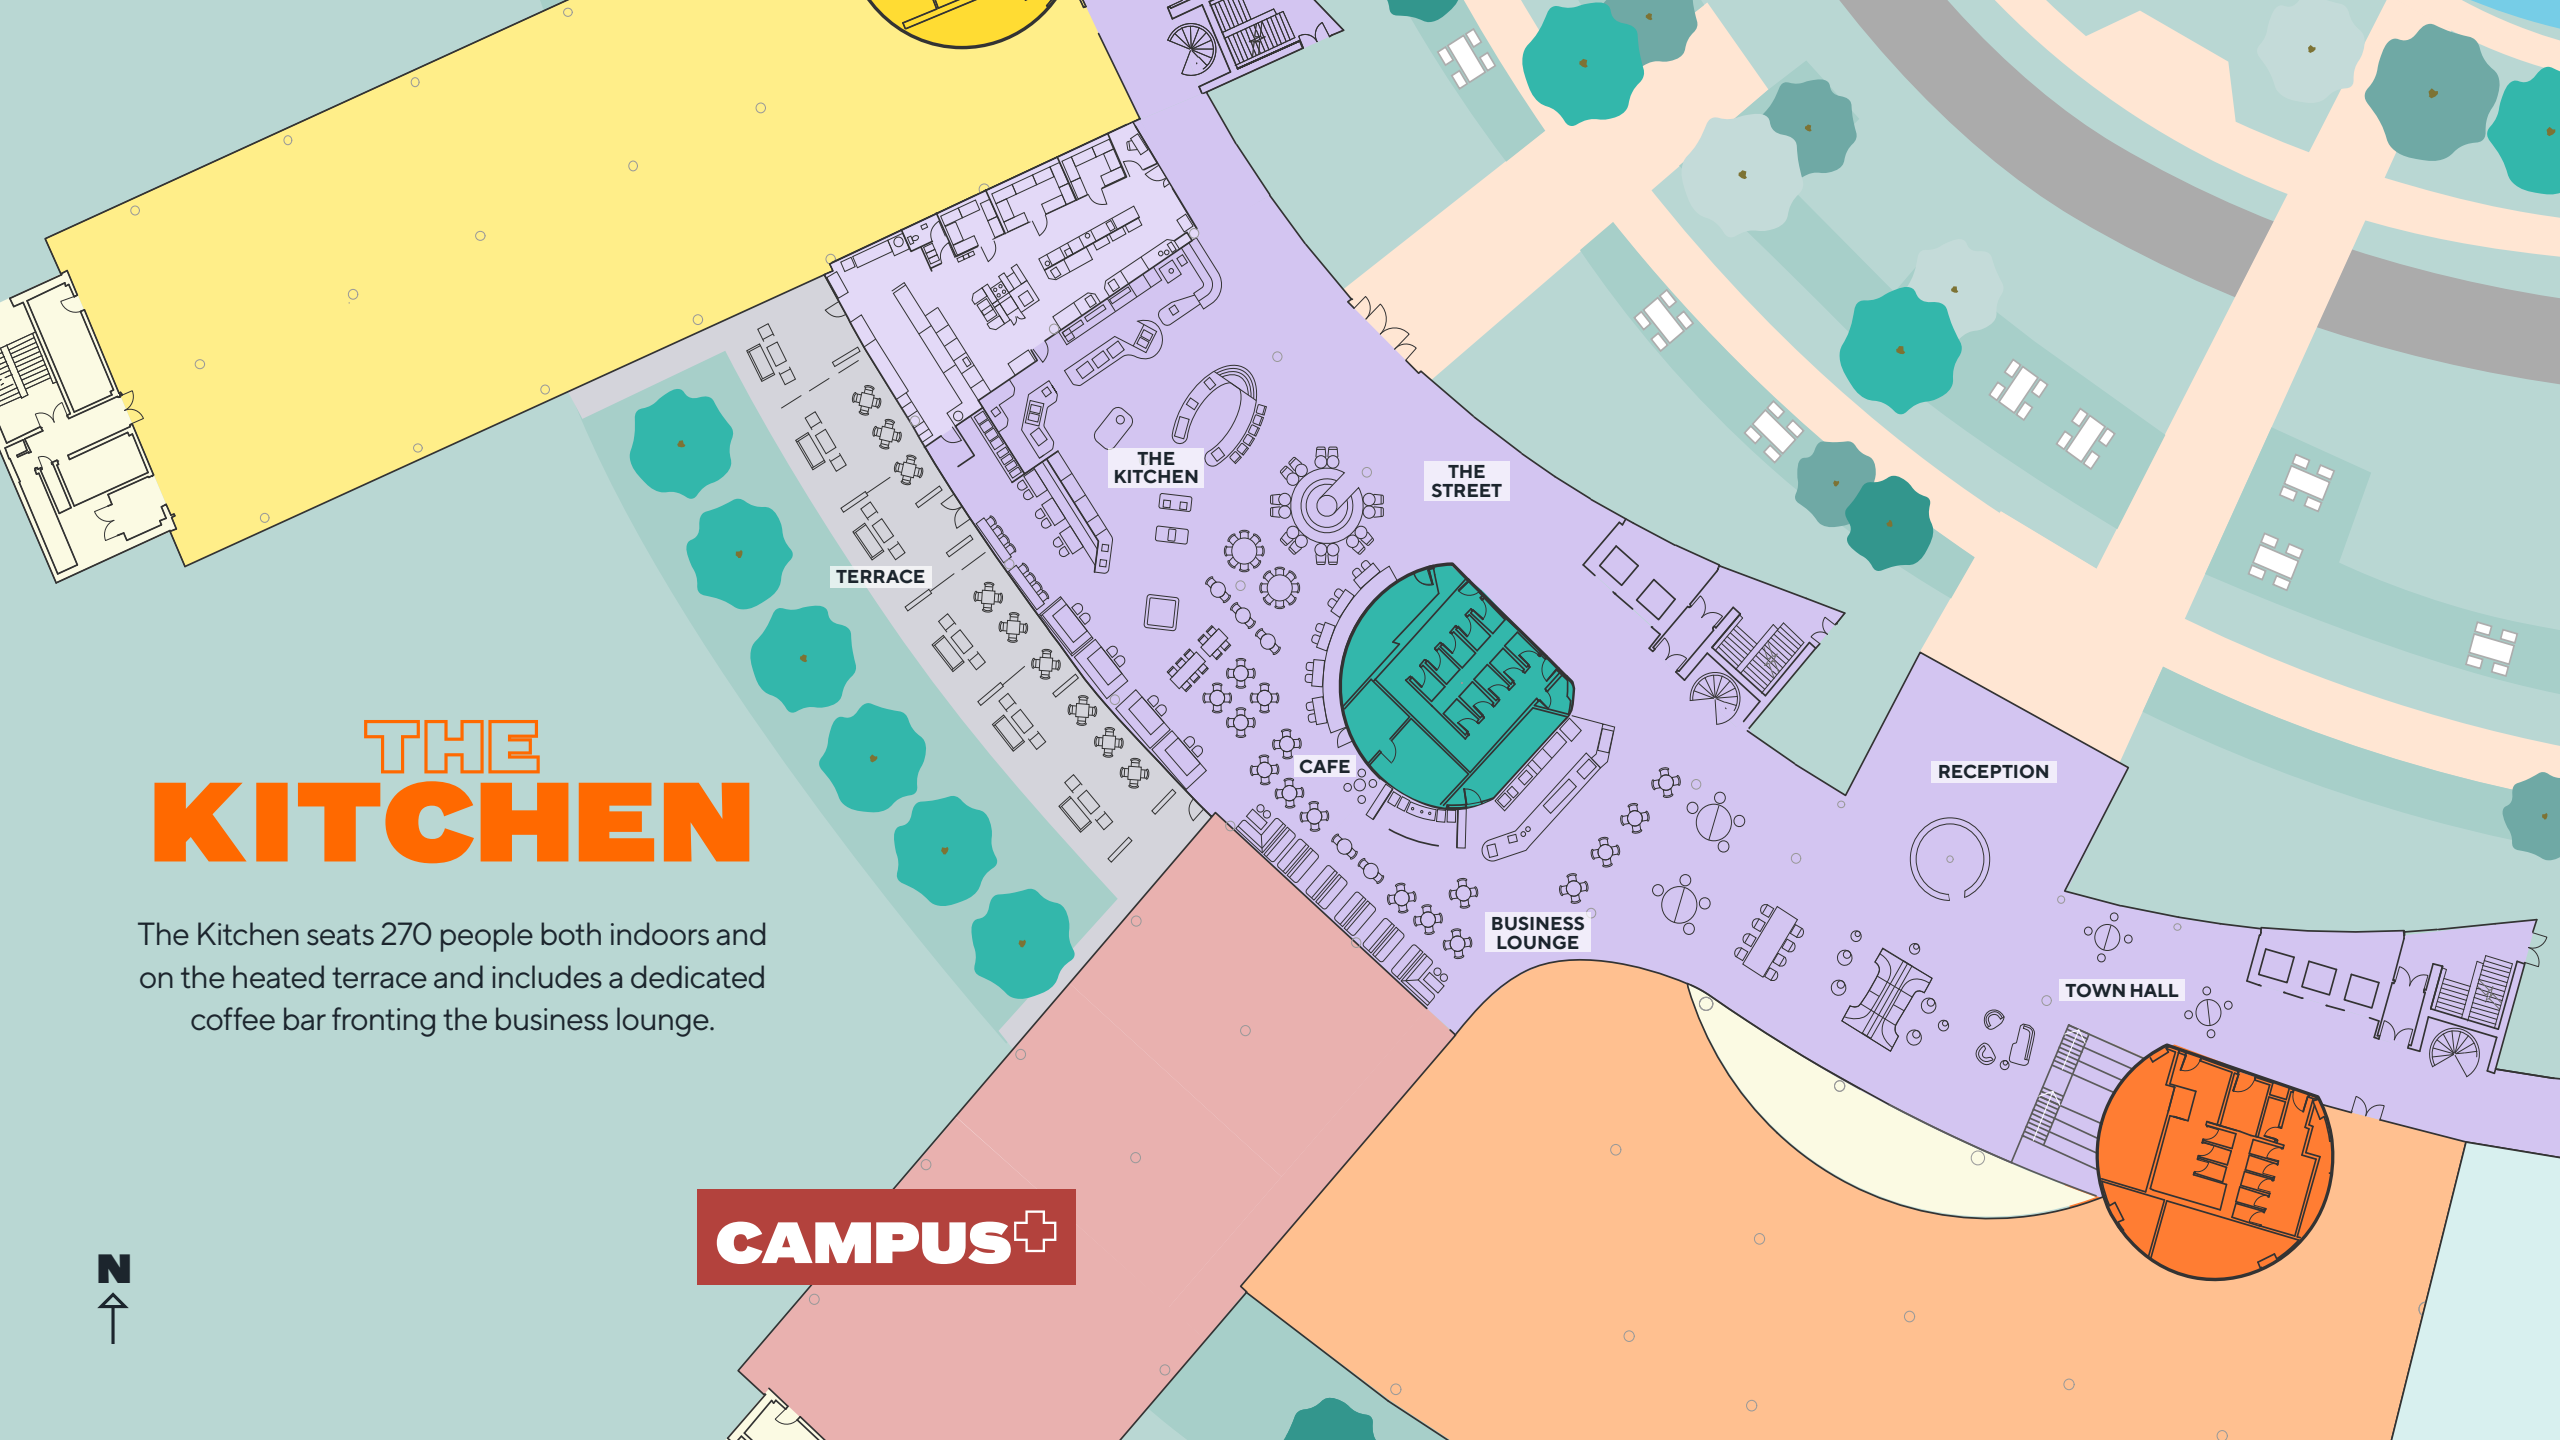 THE
KITCHEN
THE
STREET
TERRACE
THE
KITCHEN
CAFE
RECEPTION
The Kitchen seats 270 people both indoors and
on the heated terrace and includes a dedicated
coffee bar fronting the business lounge.
BUSINESS
LOUNGE
TOWN HALL
CAMPUS
N